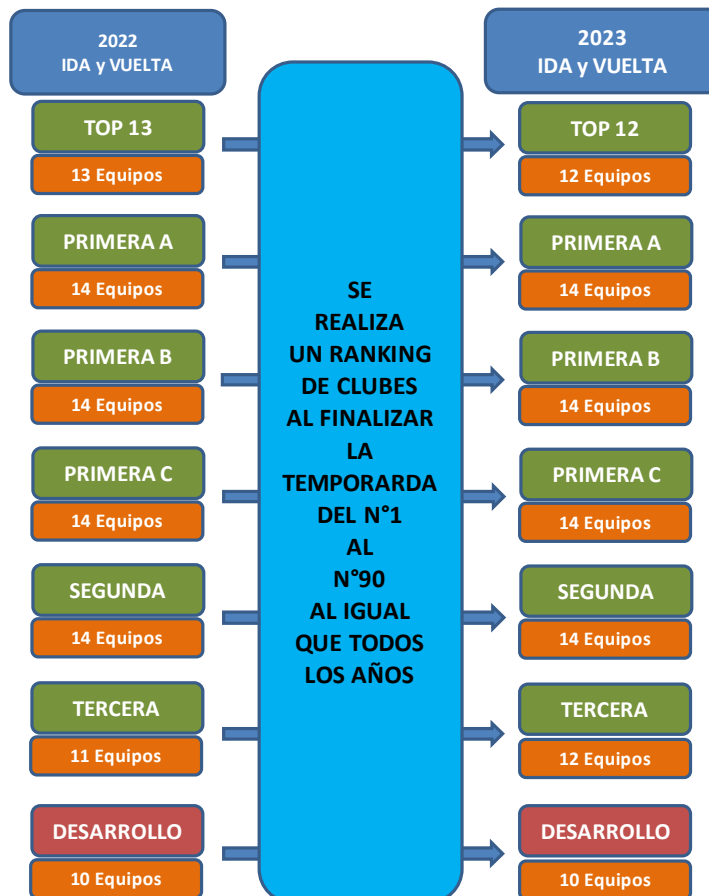 2022
IDA y VUELTA
TOP 13
13 Equipos
PRIMERA A
14 Equipos
PRIMERA B
14 Equipos
PRIMERA C
14 Equipos
SEGUNDA
14 Equipos
TERCERA
11 Equipos
DESARROLLO
10 Equipos
SE
REALIZA
UN RANKING
DE CLUBES
AL FINALIZAR
LA
TEMPORARDA
DEL N°1
AL
N°90
AL IGUAL
QUE TODOS
LOS AÑOS
2023
IDA y VUELTA
TOP 12
12 Equipos
PRIMERA A
14 Equipos
PRIMERA B
14 Equipos
PRIMERA C
14 Equipos
SEGUNDA
14 Equipos
TERCERA
12 Equipos
DESARROLLO
10 Equipos